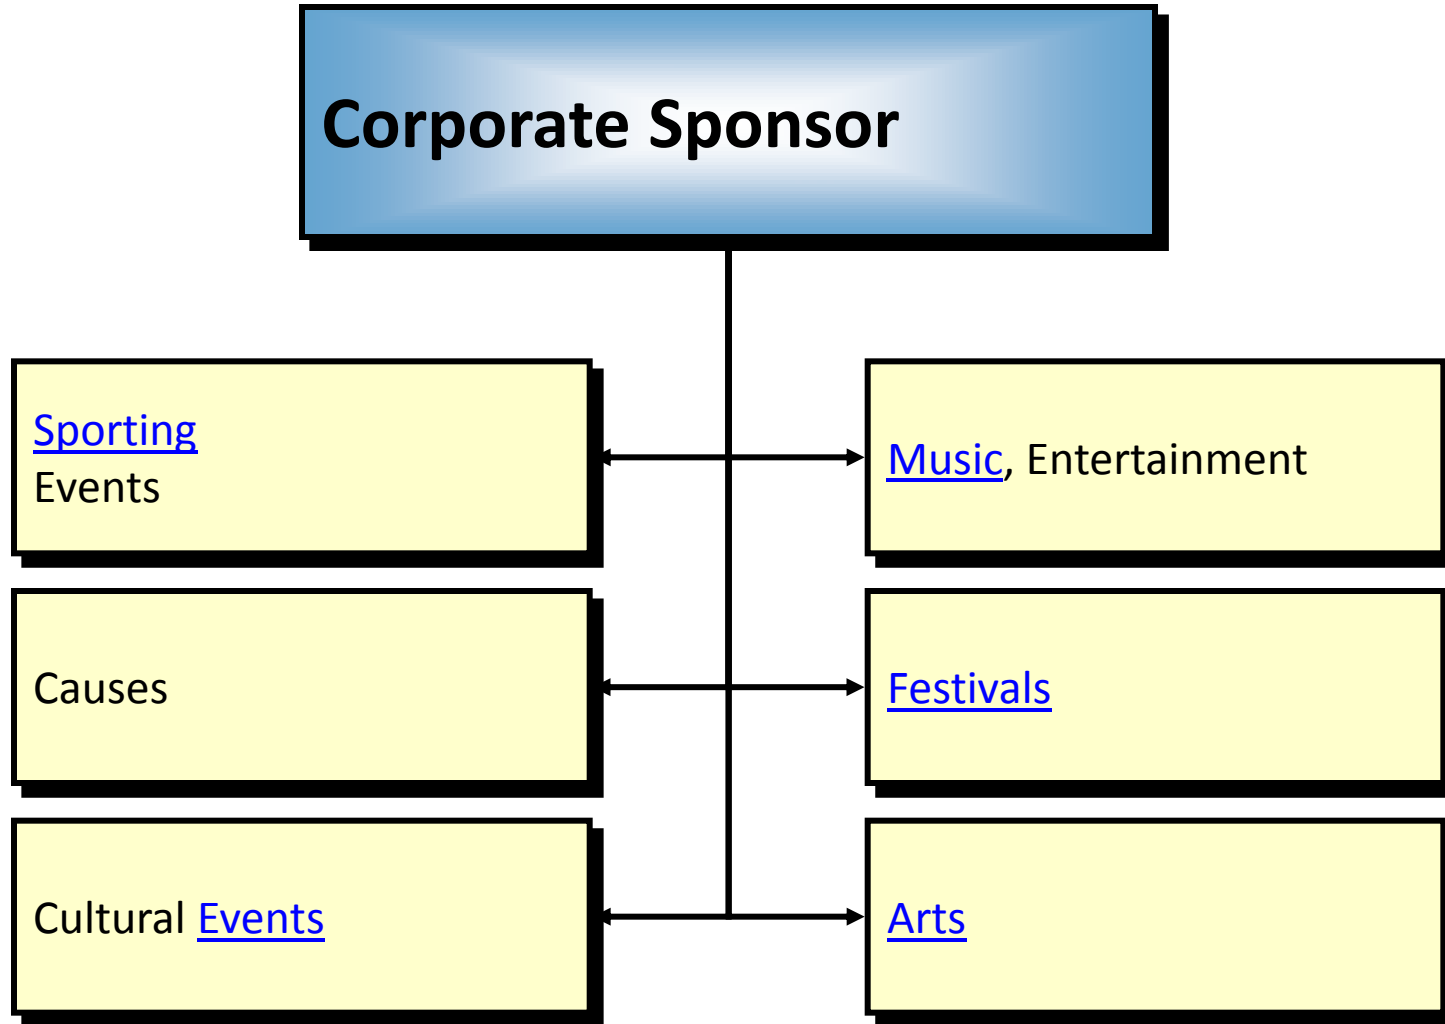 Corporate Sponsor
Sporting
Events
Music, Entertainment
Causes
Festivals
Cultural Events
Arts